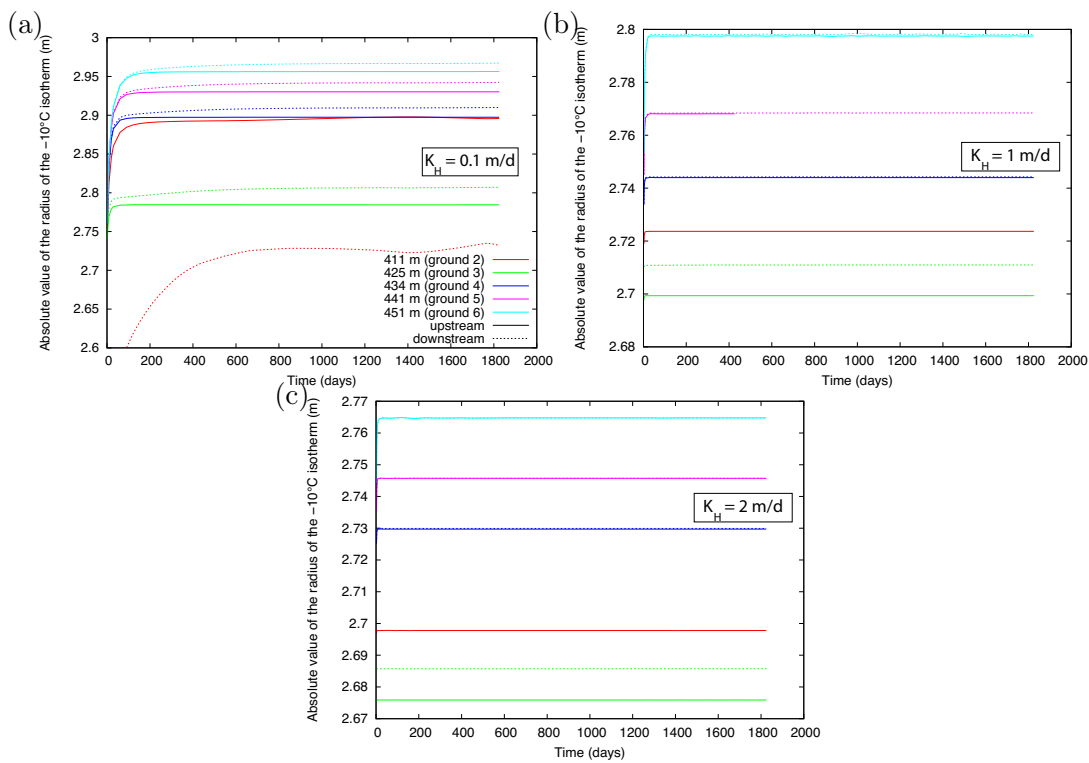 (a)
Absolute value of the radius of the −10°C isotherm (m)
3
2.95
2.9
2.85
2.8
2.75
2.7
2.65
2.6
K_H = 0.1 m/d
411 m (ground 2)
425 m (ground 3)
434 m (ground 4)
441 m (ground 5)
451 m (ground 6)
upstream
downstream
0 200 400 600 800 1000 1200 1400 1600 1800 2000
Time (days)
(b)
Absolute value of the radius of the −10°C isotherm (m)
2.8
2.78
2.76
2.74
2.72
2.7
2.68
K_H = 1 m/d
0 200 400 600 800 1000 1200 1400 1600 1800 2000
Time (days)
(c)
Absolute value of the radius of the −10°C isotherm (m)
2.77
2.76
2.75
2.74
2.73
2.72
2.71
2.7
2.69
2.68
2.67
K_H = 2 m/d
0 200 400 600 800 1000 1200 1400 1600 1800 2000
Time (days)